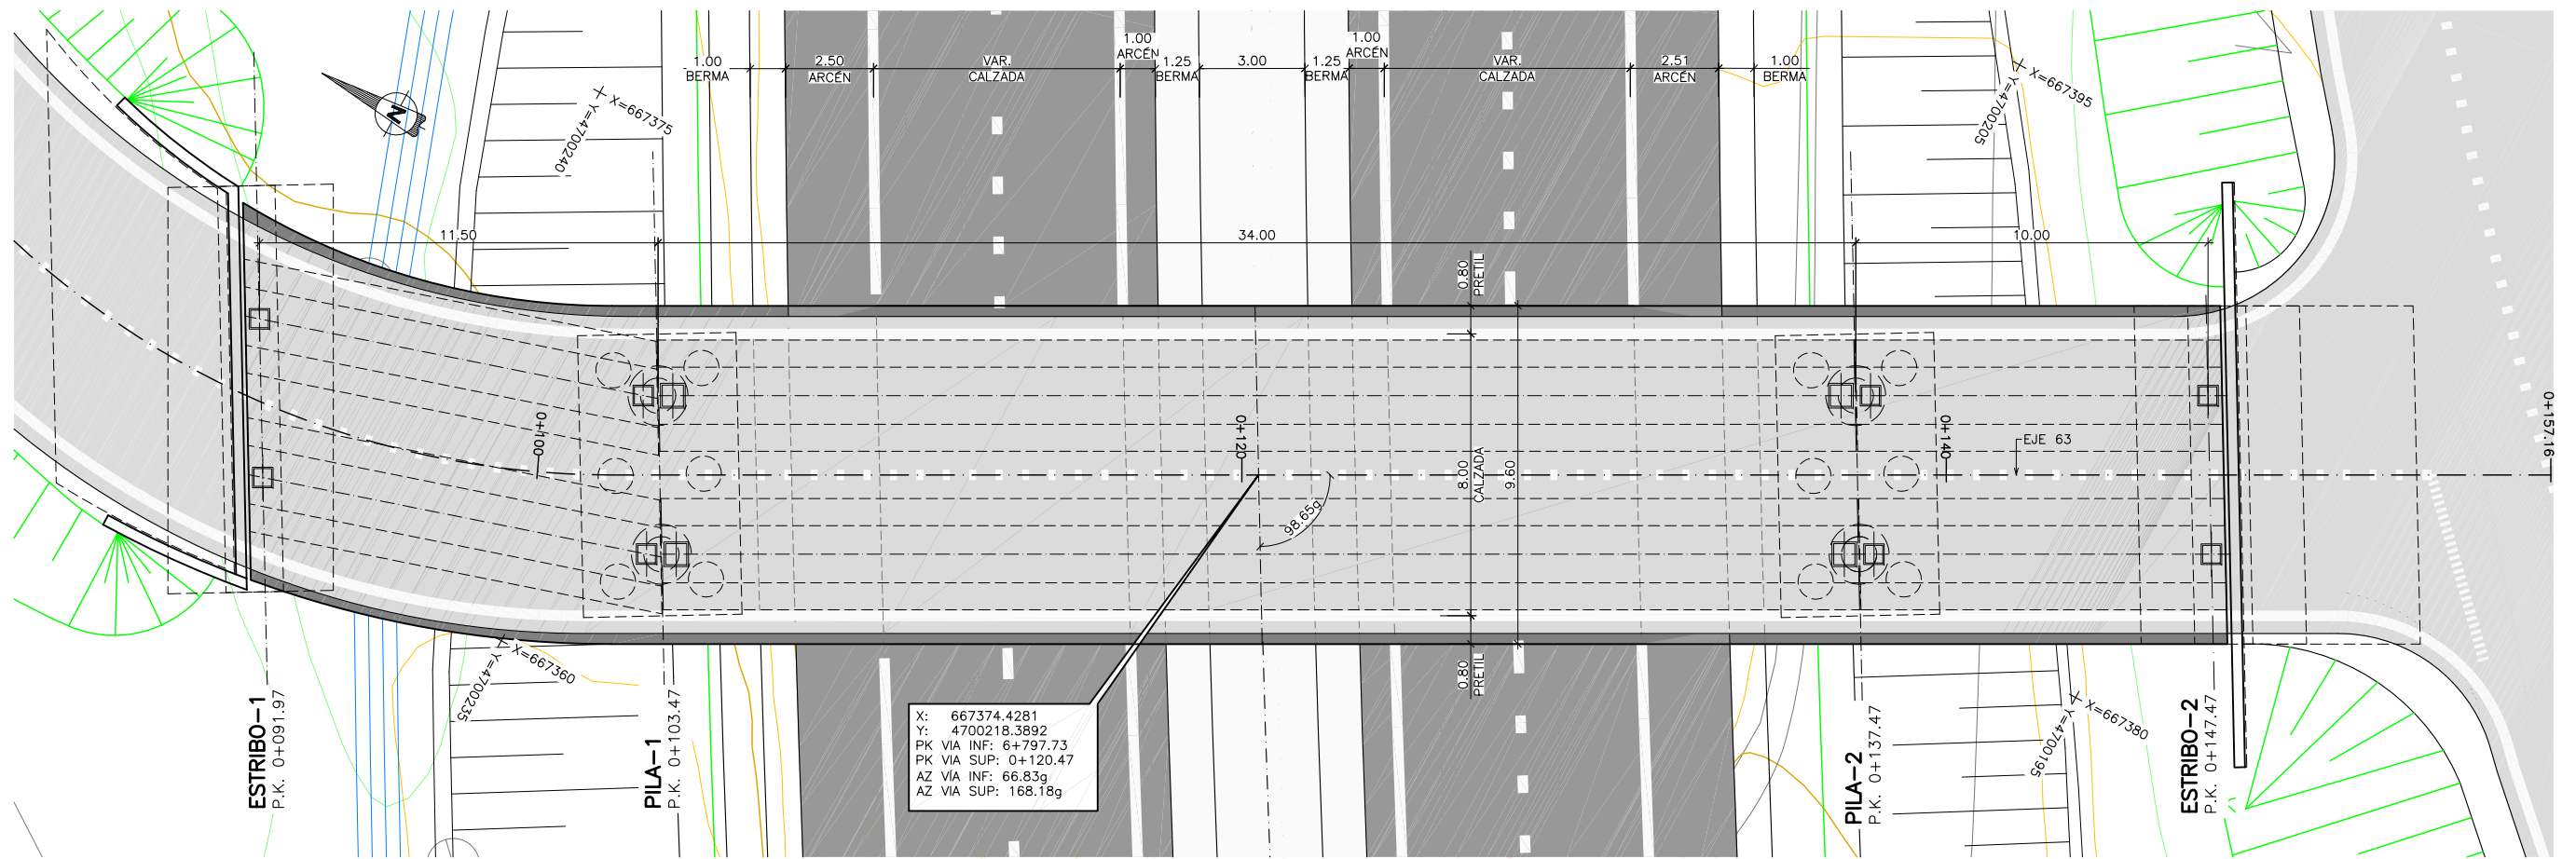 1.00
BERMA
2.50
ARCÉN
VAR.
CALZADA
1.00
ARCÉN
1.25
BERMA
3.00
1.25
BERMA
1.00
ARCÉN
VAR.
CALZADA
2.51
ARCÉN
1.00
BERMA
N
X=667375
Y=4700240
X=667395
Y=4700205
11.50
34.00
10.00
0.80
PRETIL
0+100
0+120
0+140
EJE 63
0+157.16
8.00
CALZADA
9.60
98.65g
0.80
PRETIL
X=667360
Y=4700235
X=667380
Y=4700195
ESTRIBO-1
P.K. 0+091.97
PILA-1
P.K. 0+103.47
X: 667374.4281
Y: 4700218.3892
PK VIA INF: 6+797.73
PK VIA SUP: 0+120.47
AZ VÍA INF: 66.83g
AZ VIA SUP: 168.18g
PILA-2
P.K. 0+137.47
ESTRIBO-2
P.K. 0+147.47